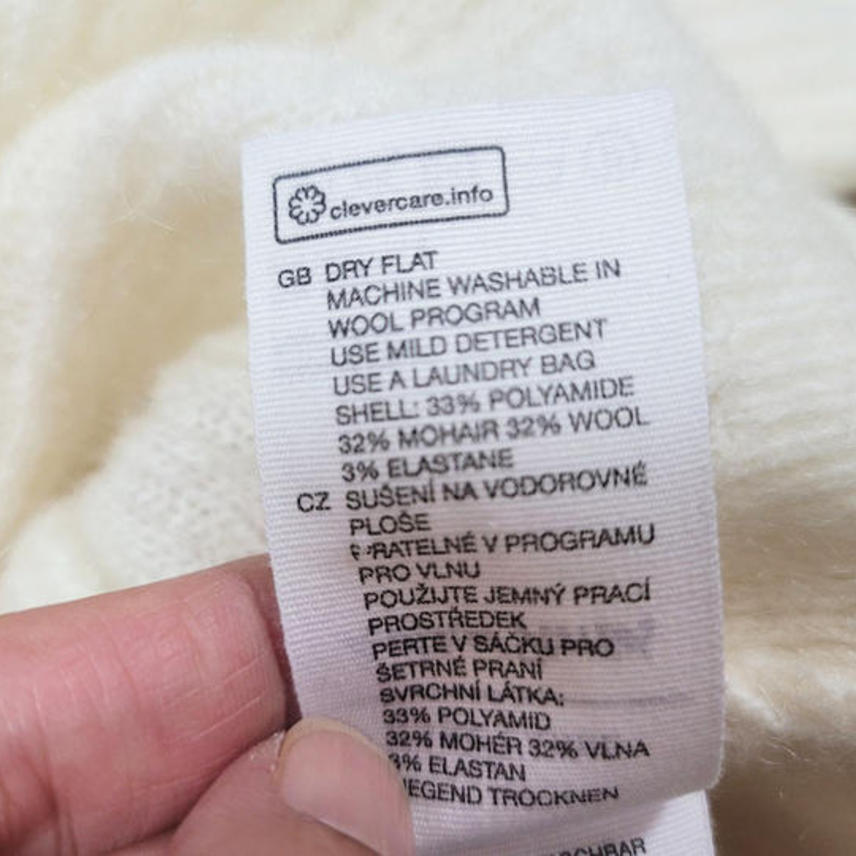 clevercare.info
GB DRY FLAT
MACHINE WASHABLE IN
WOOL PROGRAM
USE MILD DETERGENT
USE A LAUNDRY BAG
SHELL: 33% POLYAMIDE
32% MOHAIR 32% WOOL
3% ELASTANE
CZ SUŠENÍ NA VODOROVNÉ
PLOŠE
V PROGRAMU
PRO VLNU
POUŽIJTE JEMNÝ PRACÍ
PROSTŘEDEK
PERTE V SÁČKU PRO
ŠETRNÉ PRANÍ
SVRCHNÍ LÁTKA:
33% POLYAMID
32% MOHÉR 32% VLNA
3% ELASTAN
TROCKNEN